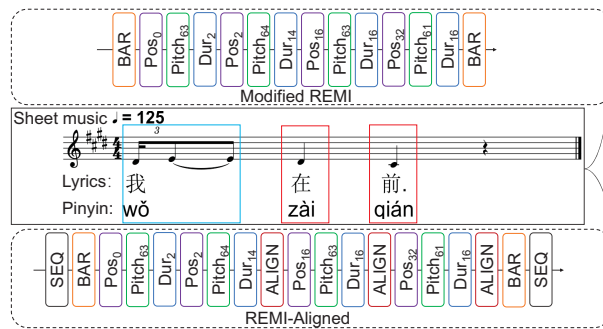 BAR Pos0 Pitch63 Dur2 Pos2 Pitch64 Dur14 Pos16 Pitch63 Dur16 Pos32 Pitch61 Dur16 BAR
Modified REMI
Sheet music ♩ = 125
3
4
4
Lyrics: 我 在 前.
Pinyin: wǒ zài qián
SEQ BAR Pos0 Pitch63 Dur2 Pos2 Pitch64 Dur14 ALIGN Pos16 Pitch63 Dur16 ALIGN Pos32 Pitch61 Dur16 ALIGN BAR SEQ
REMI-Aligned